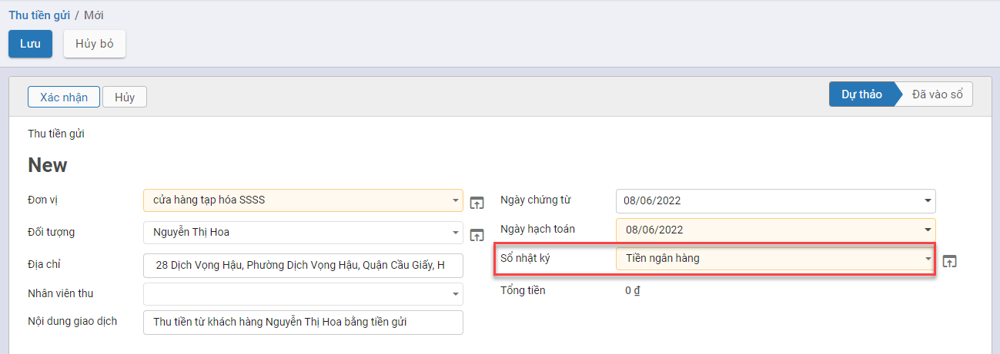 Thu tiền gửi / Mới
Lưu Hủy bỏ
Xác nhận Hủy Dự thảo Đã vào sổ
Thu tiền gửi
New
Đơn vị cửa hàng tạp hóa SSSS Ngày chứng từ 08/06/2022
Đối tượng Nguyễn Thị Hoa Ngày hạch toán 08/06/2022
Địa chỉ 28 Dịch Vọng Hậu, Phường Dịch Vọng Hậu, Quận Cầu Giấy, H Sổ nhật ký Tiền ngân hàng
Nhân viên thu Tổng tiền 0 ₫
Nội dung giao dịch Thu tiền từ khách hàng Nguyễn Thị Hoa bằng tiền gửi